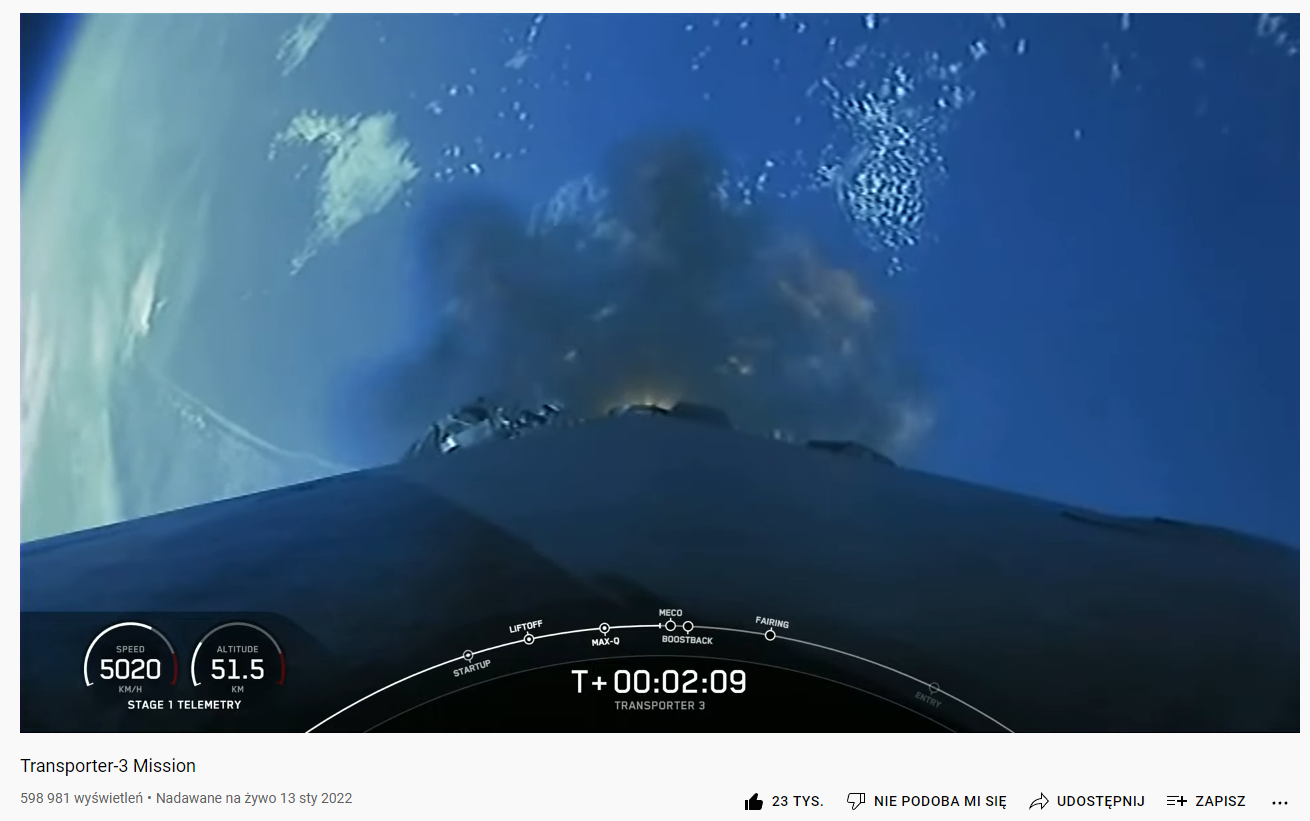 LIFTOFF
MECO
FAIRING
STARTUP
MAX-Q
BOOSTBACK
ENTRY
SPEED
5020
KM/H
ALTITUDE
51.5
KM
STAGE 1 TELEMETRY
T+00:02:09
TRANSPORTER 3
Transporter-3 Mission
598 981 wyświetleń • Nadawane na żywo 13 sty 2022
23 TYS.
NIE PODOBA MI SIĘ
UDOSTĘPNIJ
ZAPISZ